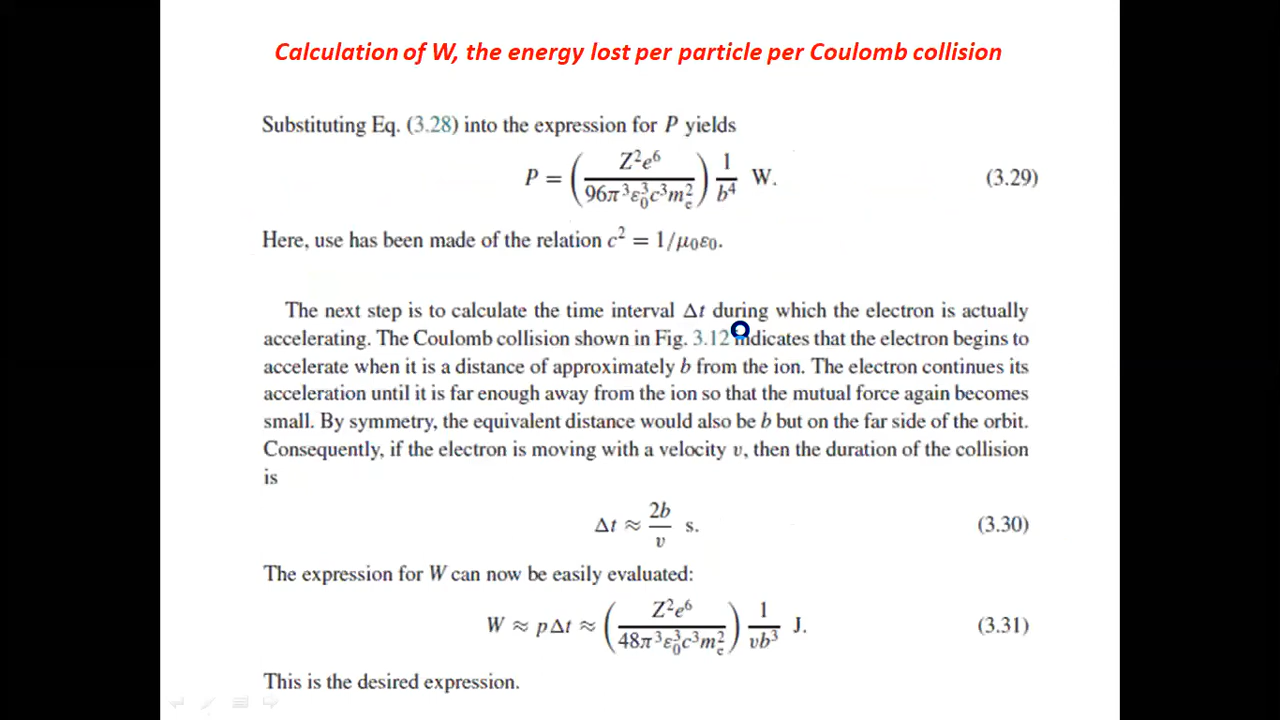 Calculation of W, the energy lost per particle per Coulomb collision
Substituting Eq. (3.28) into the expression for P yields
P = ( Z²e⁶ / 96π³ε₀³c³mₑ² ) 1/b⁴ W. (3.29)
Here, use has been made of the relation c² = 1/μ₀ε₀.
The next step is to calculate the time interval Δt during which the electron is actually
accelerating. The Coulomb collision shown in Fig. 3.12 indicates that the electron begins to
accelerate when it is a distance of approximately b from the ion. The electron continues its
acceleration until it is far enough away from the ion so that the mutual force again becomes
small. By symmetry, the equivalent distance would also be b but on the far side of the orbit.
Consequently, if the electron is moving with a velocity v, then the duration of the collision
is
Δt ≈ 2b/v s. (3.30)
The expression for W can now be easily evaluated:
W ≈ pΔt ≈ ( Z²e⁶ / 48π³ε₀³c³mₑ² ) 1/vb³ J. (3.31)
This is the desired expression.